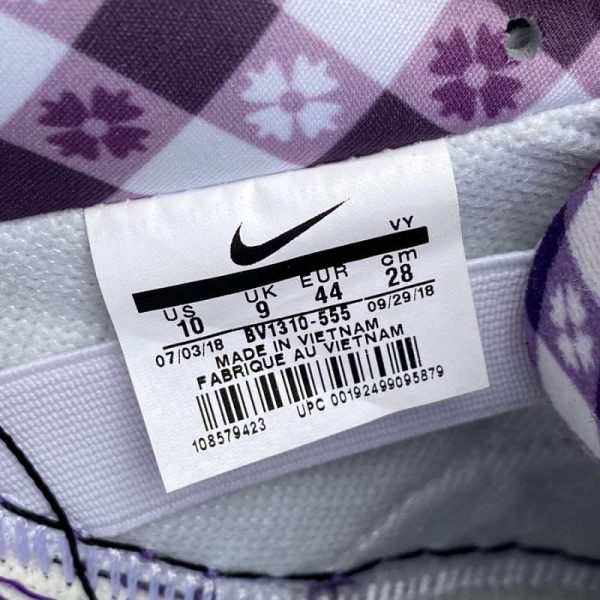 VY
US UK EUR cm
10 9 44 28
07/03/18 BV1310-555 09/29/18
MADE IN VIETNAM
FABRIQUE AU VIETNAM
108579423 UPC 00192499095879